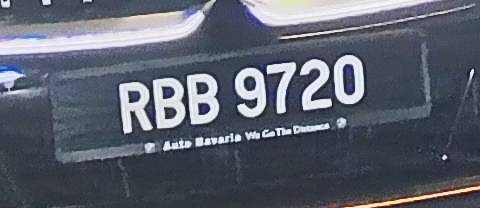 RBB 9720
Auto Bavaria We Go The Distance